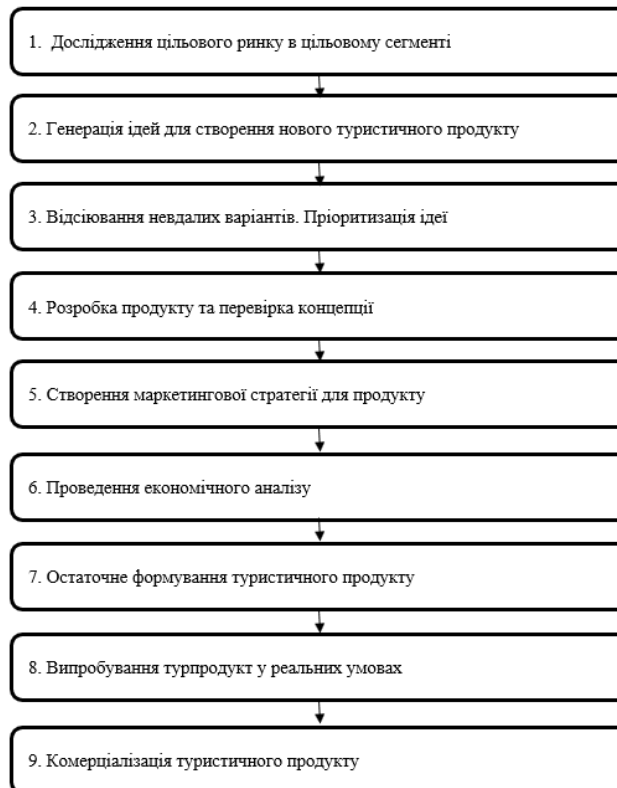 1. Дослідження цільового ринку в цільовому сегменті
2. Генерація ідей для створення нового туристичного продукту
3. Відсіювання невдалих варіантів. Пріоритизація ідеї
4. Розробка продукту та перевірка концепції
5. Створення маркетингової стратегії для продукту
6. Проведення економічного аналізу
7. Остаточне формування туристичного продукту
8. Випробування турпродукт у реальних умовах
9. Комерціалізація туристичного продукту